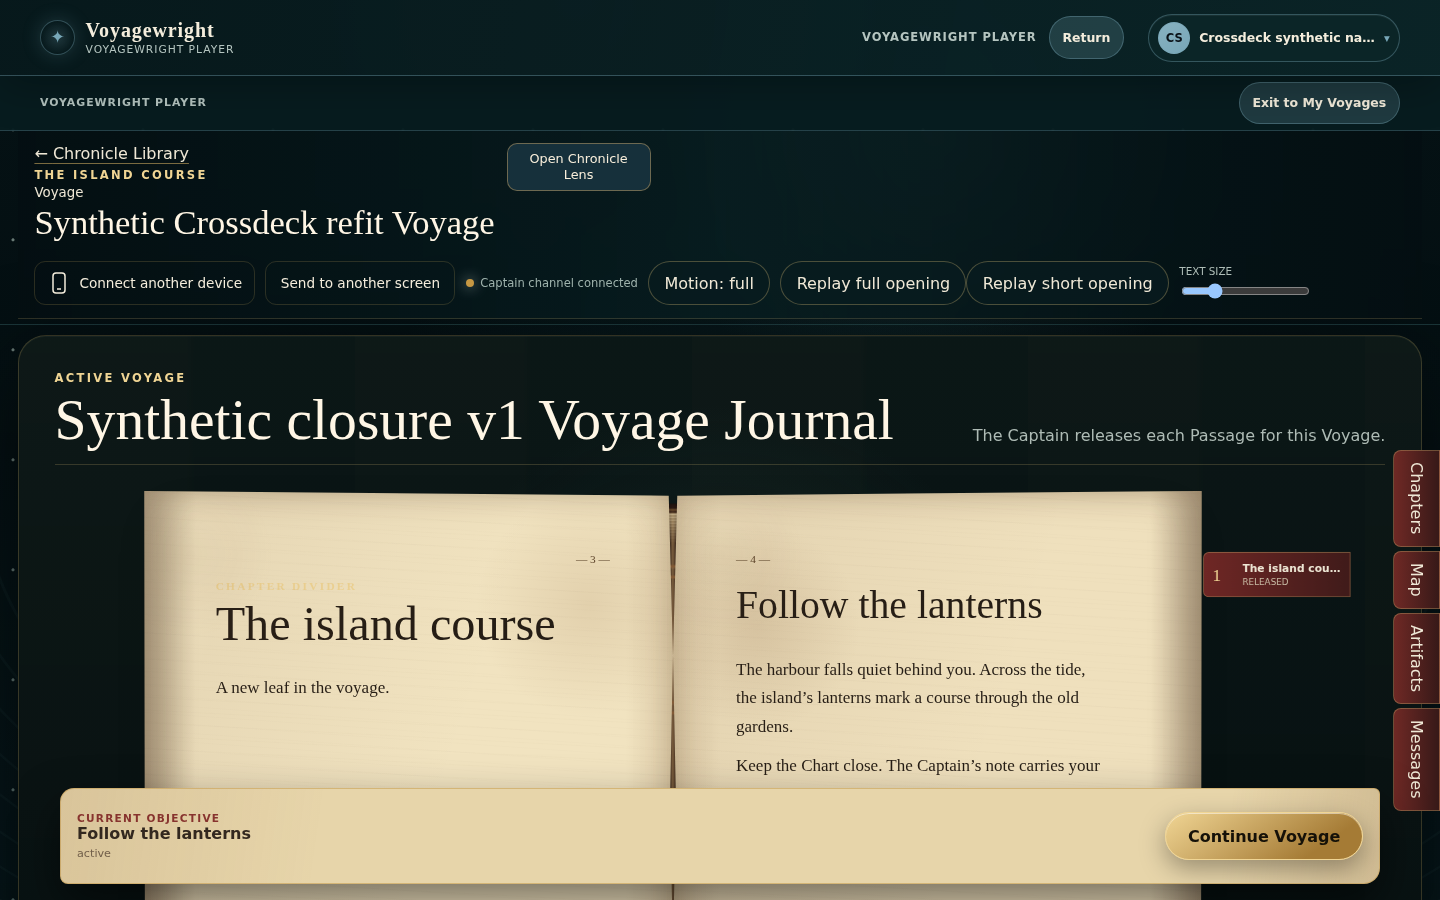 Voyagewright
VOYAGEWRIGHT PLAYER
VOYAGEWRIGHT PLAYER
Return
CS
Crossdeck synthetic na…
VOYAGEWRIGHT PLAYER
Exit to My Voyages
← Chronicle Library
THE ISLAND COURSE
Voyage
Synthetic Crossdeck refit Voyage
Open Chronicle
Lens
Connect another device
Send to another screen
Captain channel connected
Motion: full
Replay full opening
Replay short opening
TEXT SIZE
ACTIVE VOYAGE
Synthetic closure v1 Voyage Journal
The Captain releases each Passage for this Voyage.
— 3 —
CHAPTER DIVIDER
The island course
A new leaf in the voyage.
— 4 —
Follow the lanterns
The harbour falls quiet behind you. Across the tide,
the island’s lanterns mark a course through the old
gardens.
Keep the Chart close. The Captain’s note carries your
1
The island cou…
RELEASED
Chapters
Map
Artifacts
Messages
CURRENT OBJECTIVE
Follow the lanterns
active
Continue Voyage